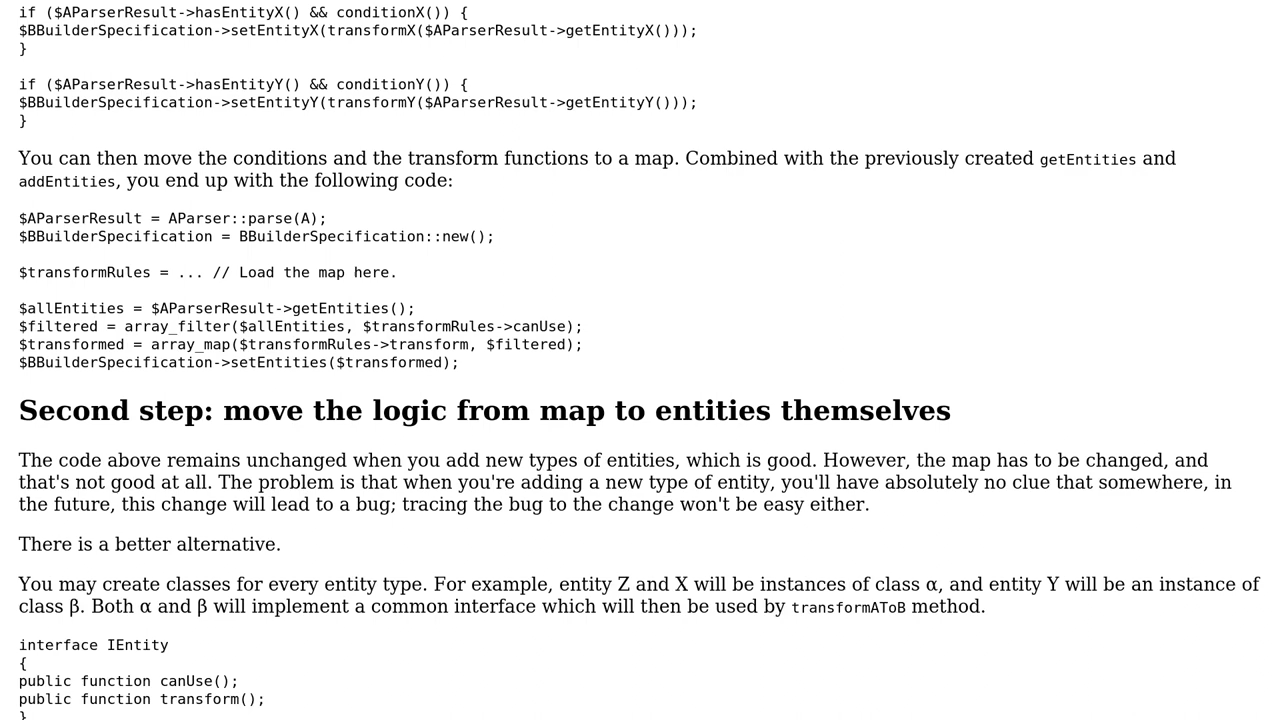 if ($AParserResult->hasEntityX() && conditionX()) {
$BBuilderSpecification->setEntityX(transformX($AParserResult->getEntityX()));
}
if ($AParserResult->hasEntityY() && conditionY()) {
$BBuilderSpecification->setEntityY(transformY($AParserResult->getEntityY()));
}
You can then move the conditions and the transform functions to a map. Combined with the previously created getEntities and
addEntities, you end up with the following code:
$AParserResult = AParser::parse(A);
$BBuilderSpecification = BBuilderSpecification::new();
$transformRules = ... // Load the map here.
$allEntities = $AParserResult->getEntities();
$filtered = array_filter($allEntities, $transformRules->canUse);
$transformed = array_map($transformRules->transform, $filtered);
$BBuilderSpecification->setEntities($transformed);
Second step: move the logic from map to entities themselves
The code above remains unchanged when you add new types of entities, which is good. However, the map has to be changed, and
that's not good at all. The problem is that when you're adding a new type of entity, you'll have absolutely no clue that somewhere, in
the future, this change will lead to a bug; tracing the bug to the change won't be easy either.
There is a better alternative.
You may create classes for every entity type. For example, entity Z and X will be instances of class α, and entity Y will be an instance of
class β. Both α and β will implement a common interface which will then be used by transformAToB method.
interface IEntity
{
public function canUse();
public function transform();
}